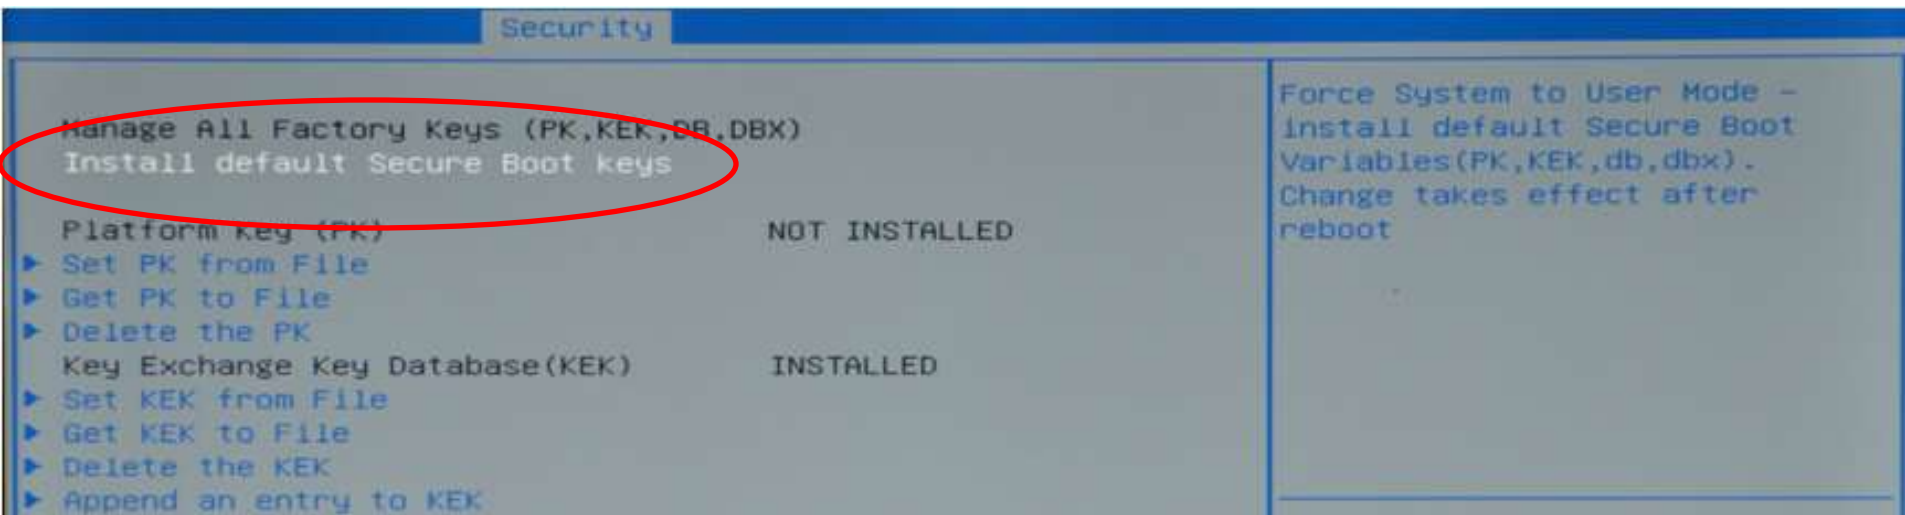 Security
Manage All Factory Keys (PK,KEK,DB,DBX)
Install default Secure Boot keys
Platform Key (PK) NOT INSTALLED
Set PK from File
Get PK to File
Delete the PK
Key Exchange Key Database(KEK) INSTALLED
Set KEK from File
Get KEK to File
Delete the KEK
Append an entry to KEK
Force System to User Mode -
install default Secure Boot
Variables(PK,KEK,db,dbx).
Change takes effect after
reboot